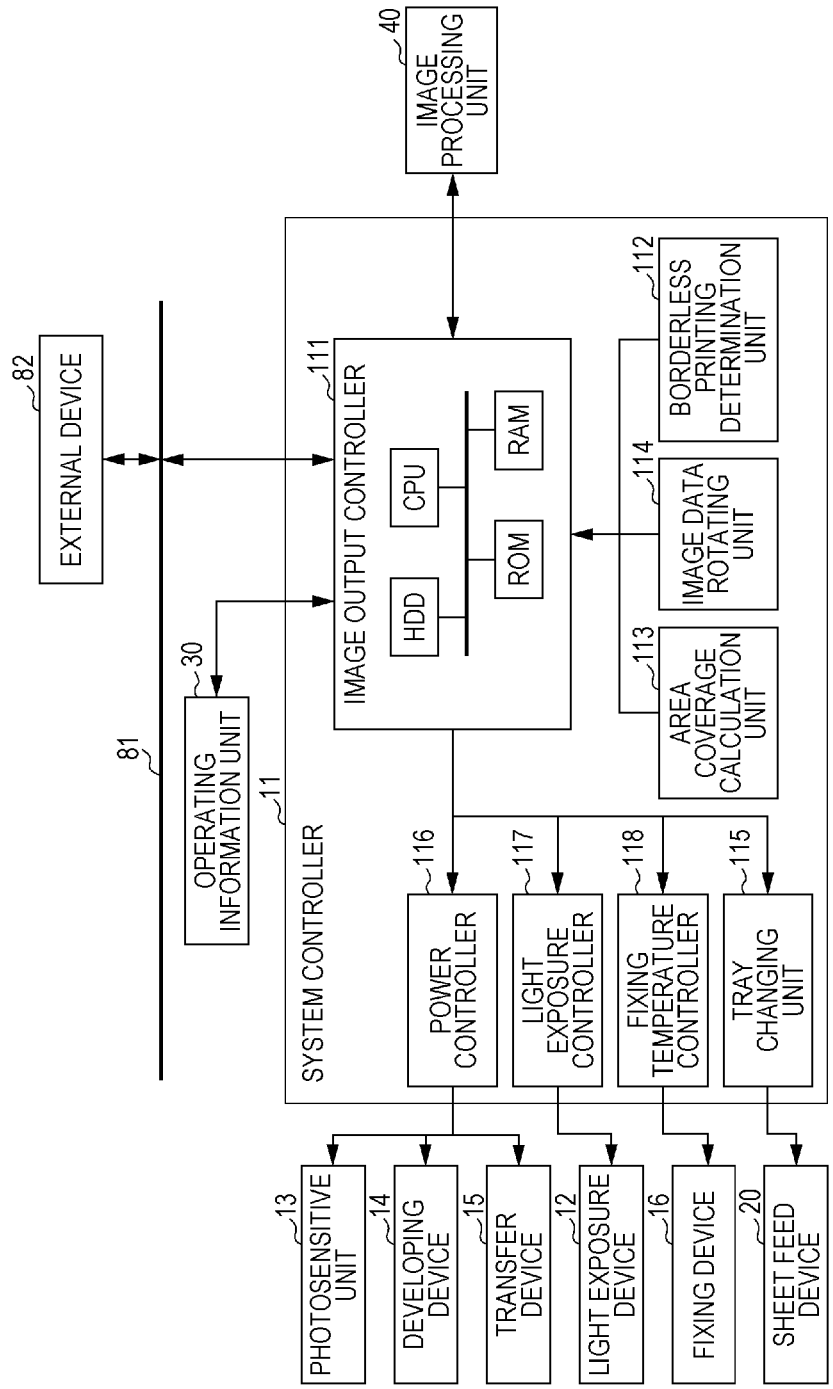 82
EXTERNAL DEVICE
81
30
OPERATING
INFORMATION UNIT
11
SYSTEM CONTROLLER
111
IMAGE OUTPUT CONTROLLER
HDD
CPU
ROM
RAM
40
IMAGE
PROCESSING
UNIT
116
POWER
CONTROLLER
117
LIGHT
EXPOSURE
CONTROLLER
118
FIXING
TEMPERATURE
CONTROLLER
115
TRAY
CHANGING
UNIT
113
AREA
COVERAGE
CALCULATION
UNIT
114
IMAGE DATA
ROTATING
UNIT
112
BORDERLESS
PRINTING
DETERMINATION
UNIT
13
PHOTOSENSITIVE
UNIT
14
DEVELOPING
DEVICE
15
TRANSFER
DEVICE
12
LIGHT EXPOSURE
DEVICE
16
FIXING DEVICE
20
SHEET FEED
DEVICE